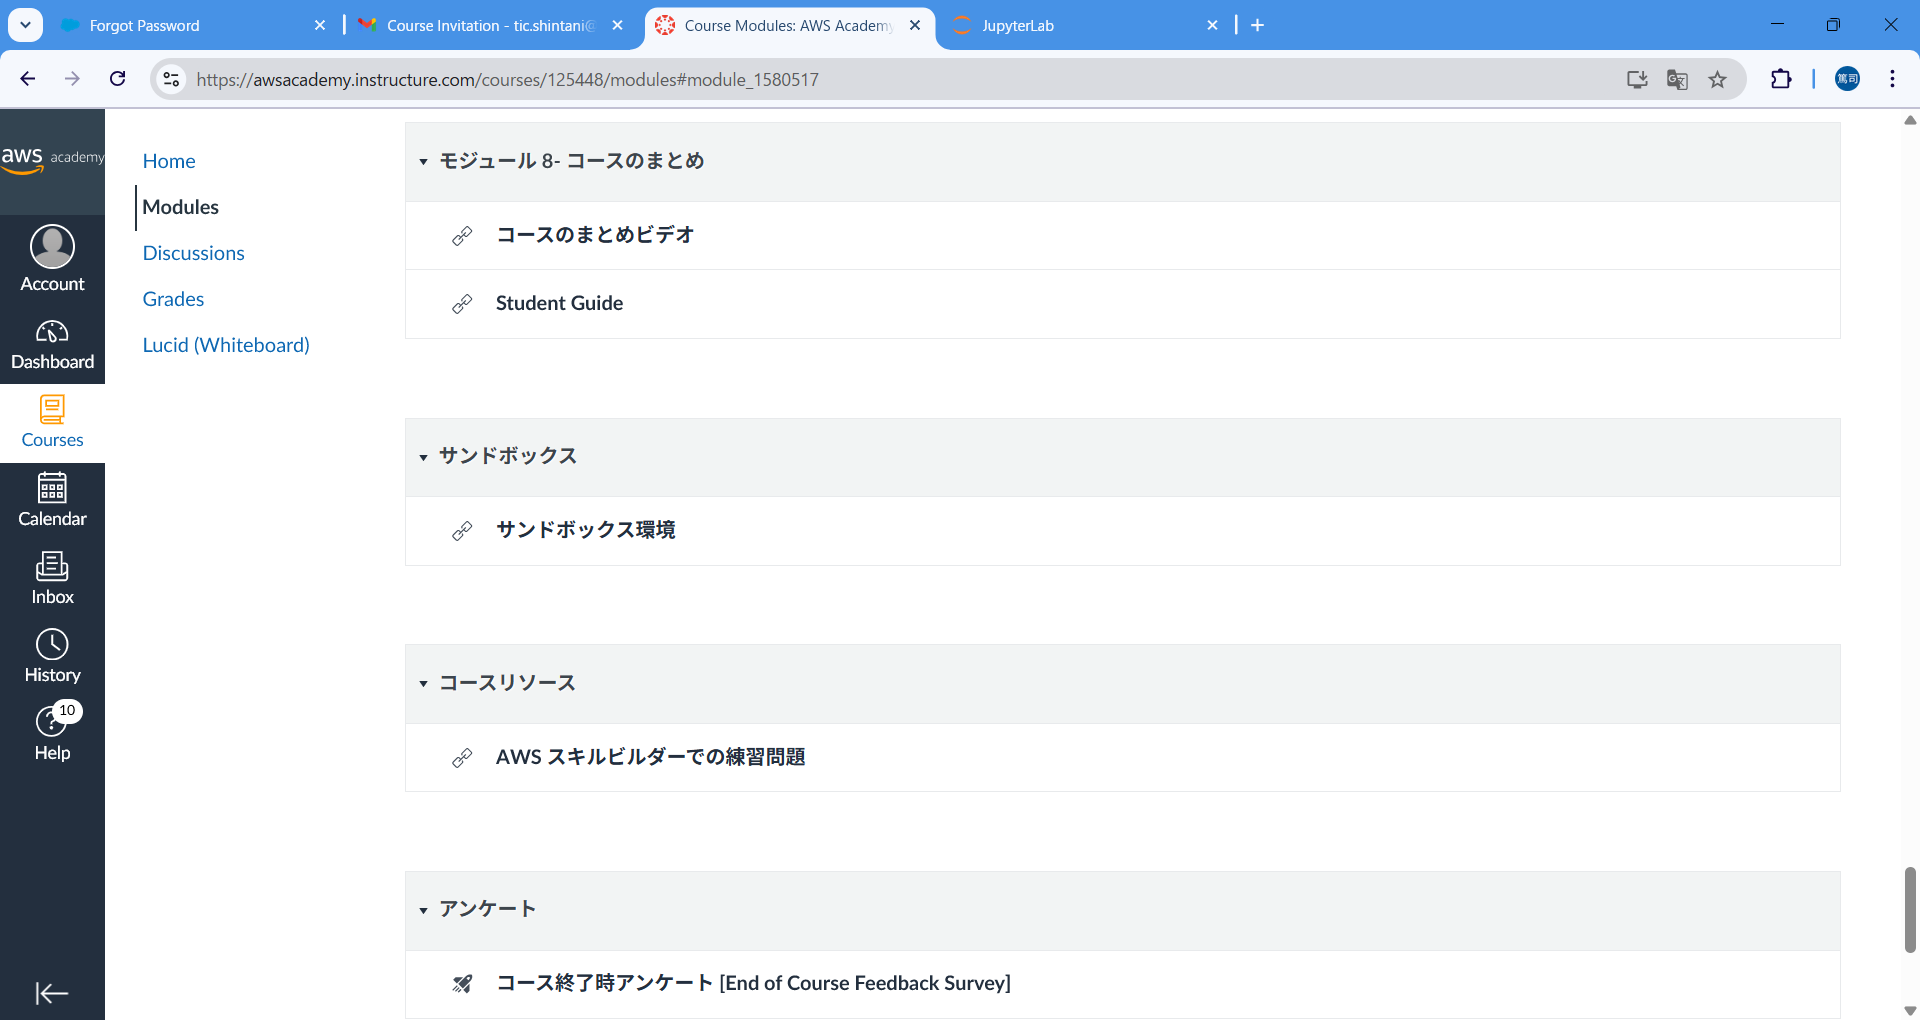 Forgot Password
Course Invitation - tic.shintani@
Course Modules: AWS Academy
JupyterLab
https://awsacademy.instructure.com/courses/125448/modules#module_1580517
篤司
aws academy
Account
Dashboard
Courses
Calendar
Inbox
History
10
Help
Home
Modules
Discussions
Grades
Lucid (Whiteboard)
モジュール 8- コースのまとめ
コースのまとめビデオ
Student Guide
サンドボックス
サンドボックス環境
コースリソース
AWS スキルビルダーでの練習問題
アンケート
コース終了時アンケート [End of Course Feedback Survey]